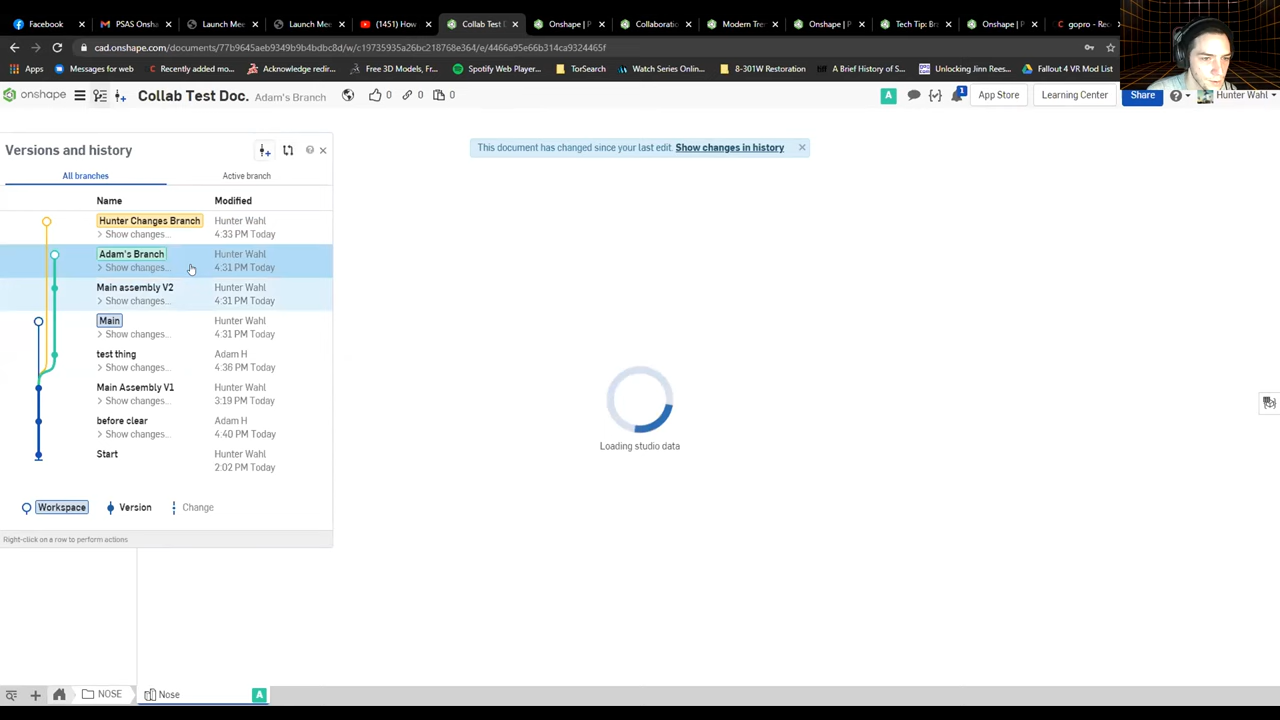 Facebook
PSAS Onsha
Launch Mee
Launch Mee
(1451) How
Collab Test D
Onshape | P
Collaboratio
Modern Tre
Onshape | P
Tech Tip: Br
Onshape | P
gopro - Reo
cad.onshape.com/documents/77b9645aeb9349b9b4bdbc8d/w/c19735935a26bc218768e364/e/4466a95e66b314ca9324465f
Apps
Messages for web
Recently added mo...
Acknowledge redir...
Free 3D Models, Fr...
Spotify Web Player...
TorSearch
Watch Series Onlin...
8-301W Restoration
A Brief History of S...
Unlocking Jinn Rees...
Fallout 4 VR Mod List
onshape
Collab Test Doc.
Adam's Branch
0
0
0
A
1
App Store
Learning Center
Share
Hunter Wahl
Versions and history
This document has changed since your last edit. Show changes in history
All branches
Active branch
Name
Modified
Hunter Changes Branch
Hunter Wahl
> Show changes...
4:33 PM Today
Adam's Branch
Hunter Wahl
> Show changes...
4:31 PM Today
Main assembly V2
Hunter Wahl
> Show changes...
4:31 PM Today
Main
Hunter Wahl
> Show changes...
4:31 PM Today
test thing
Adam H
> Show changes...
4:36 PM Today
Main Assembly V1
Hunter Wahl
> Show changes...
3:19 PM Today
before clear
Adam H
> Show changes...
4:40 PM Today
Start
Hunter Wahl
2:02 PM Today
Loading studio data
Workspace
Version
Change
Right-click on a row to perform actions
NOSE
Nose
A